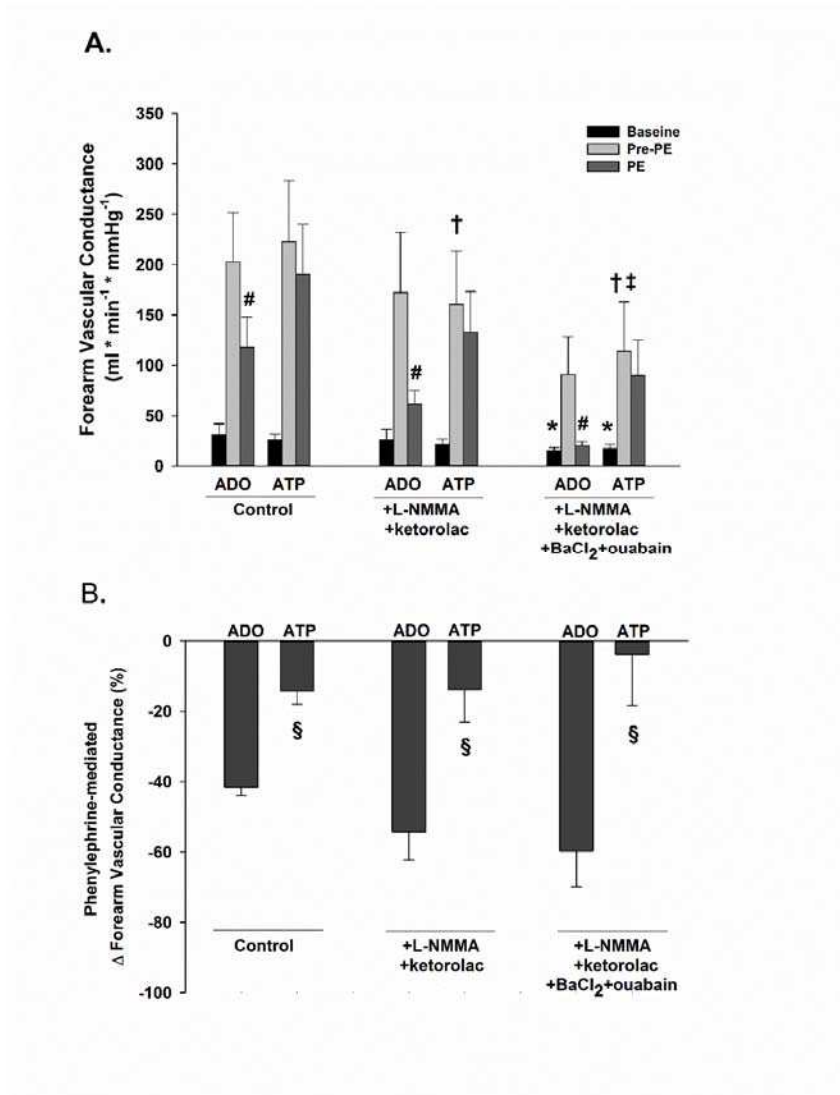 A.
350
300
250
200
150
100
50
0
Forearm Vascular Conductance
(ml * min⁻¹ * mmHg⁻¹)
Baseine
Pre-PE
PE
#
#
†
*
#
*
†‡
ADO ATP ADO ATP ADO ATP
Control
+L-NMMA
+ketorolac
+L-NMMA
+ketorolac
+BaCl₂+ouabain
B.
0
-20
-40
-60
-80
-100
Phenylephrine-mediated
Δ Forearm Vascular Conductance (%)
ADO ATP ADO ATP ADO ATP
§
§
§
Control
+L-NMMA
+ketorolac
+L-NMMA
+ketorolac
+BaCl₂+ouabain